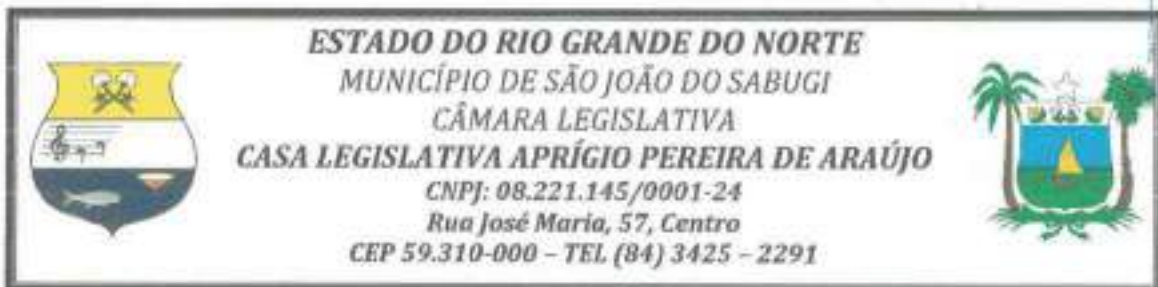 ESTADO DO RIO GRANDE DO NORTE
MUNICÍPIO DE SÃO JOÃO DO SABUGI
CÂMARA LEGISLATIVA
CASA LEGISLATIVA APRÍGIO PEREIRA DE ARAÚJO
CNPJ: 08.221.145/0001-24
Rua José Maria, 57, Centro
CEP 59.310-000 – TEL (84) 3425 – 2291